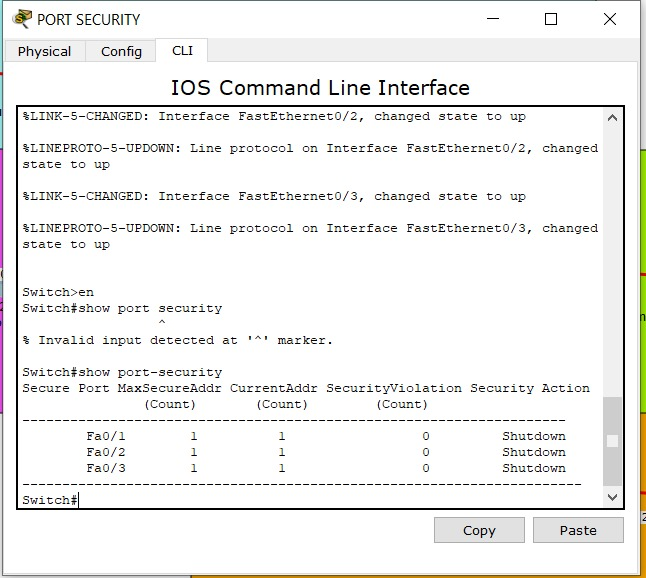 PORT SECURITY
Physical Config CLI
IOS Command Line Interface
%LINK-5-CHANGED: Interface FastEthernet0/2, changed state to up
%LINEPROTO-5-UPDOWN: Line protocol on Interface FastEthernet0/2, changed
state to up
%LINK-5-CHANGED: Interface FastEthernet0/3, changed state to up
%LINEPROTO-5-UPDOWN: Line protocol on Interface FastEthernet0/3, changed
state to up
Switch>en
Switch#show port security
^
% Invalid input detected at '^' marker.
Switch#show port-security
Secure Port MaxSecureAddr CurrentAddr SecurityViolation Security Action
(Count) (Count) (Count)
--------------------------------------------------------------------
Fa0/1 1 1 0 Shutdown
Fa0/2 1 1 0 Shutdown
Fa0/3 1 1 0 Shutdown
----------------------------------------------------------------------
Switch#
Copy Paste